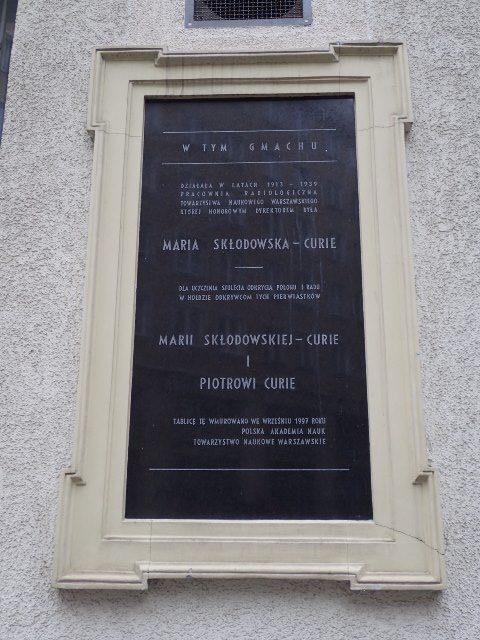 W TYM GMACHU
DZIAŁAŁA W LATACH 1913 - 1939
PRACOWNIA RADIOLOGICZNA
TOWARZYSTWA NAUKOWEGO WARSZAWSKIEGO
KTÓREJ HONOROWYM DYREKTOREM BYŁA
MARIA SKŁODOWSKA - CURIE
DLA UCZCZENIA STULECIA ODKRYCIA POLONU I RADU
W HOŁDZIE ODKRYWCOM TYCH PIERWIASTKÓW
MARII SKŁODOWSKIEJ - CURIE
I
PIOTROWI CURIE
TABLICĘ TĘ WMUROWANO WE WRZEŚNIU 1997 ROKU
POLSKA AKADEMIA NAUK
TOWARZYSTWO NAUKOWE WARSZAWSKIE